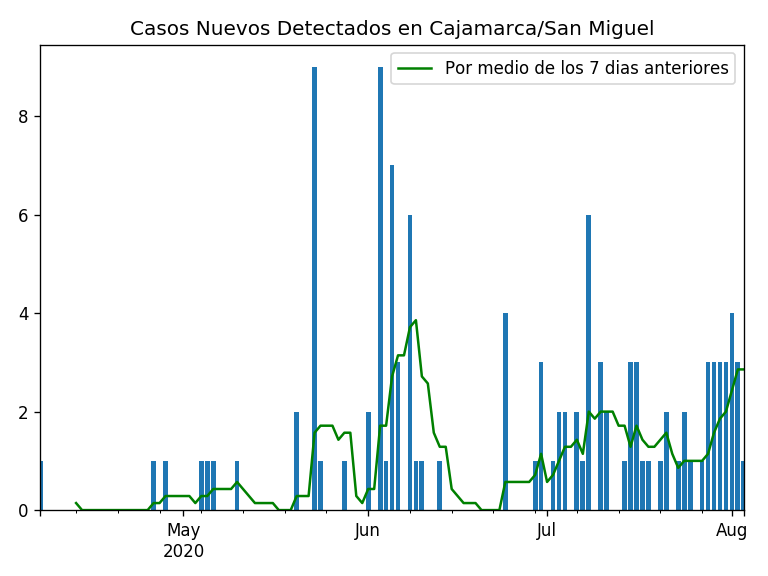 Casos Nuevos Detectados en Cajamarca/San Miguel
Por medio de los 7 dias anteriores
8
6
4
2
0
May
2020
Jun
Jul
Aug